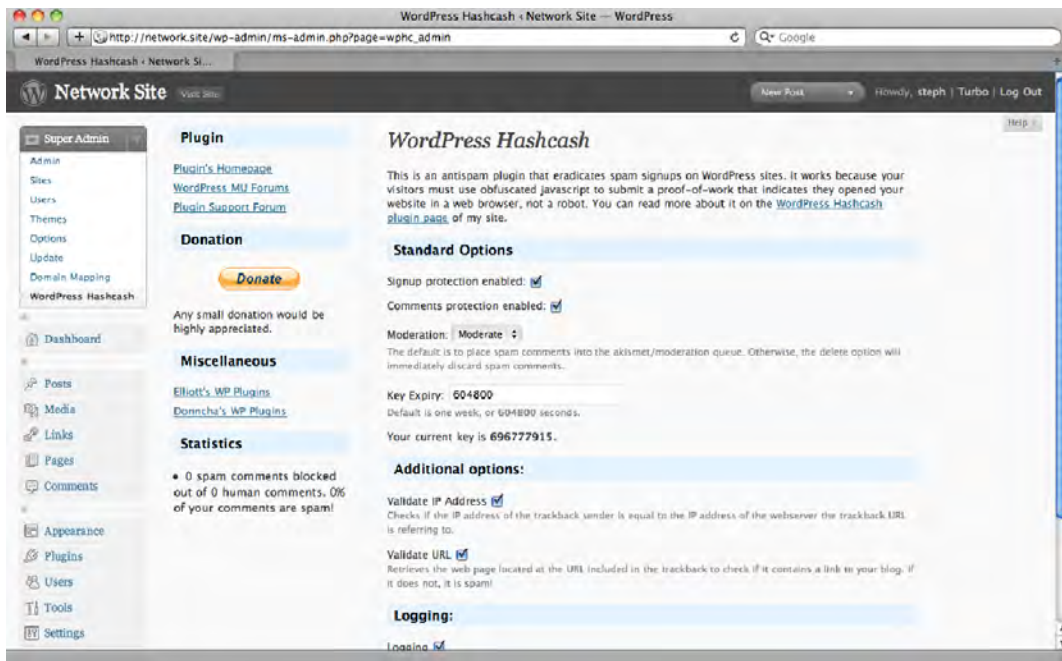 WordPress Hashcash ‹ Network Site — WordPress
http://network.site/wp-admin/ms-admin.php?page=wphc_admin
Google
WordPress Hashcash ‹ Network Si...
Network Site
Visit Site
New Post
Howdy, steph | Turbo | Log Out
Help
Super Admin
Admin
Sites
Users
Themes
Options
Update
Domain Mapping
WordPress Hashcash
Dashboard
Posts
Media
Links
Pages
Comments
Appearance
Plugins
Users
Tools
Settings
Plugin
Plugin's Homepage
WordPress MU Forums
Plugin Support Forum
Donation
Donate
Any small donation would be
highly appreciated.
Miscellaneous
Elliott's WP Plugins
Donncha's WP Plugins
Statistics
• 0 spam comments blocked
out of 0 human comments. 0%
of your comments are spam!
WordPress Hashcash
This is an antispam plugin that eradicates spam signups on WordPress sites. It works because your
visitors must use obfuscated javascript to submit a proof-of-work that indicates they opened your
website in a web browser, not a robot. You can read more about it on the WordPress Hashcash
plugin page of my site.
Standard Options
Signup protection enabled:
Comments protection enabled:
Moderation: Moderate
The default is to place spam comments into the akismet/moderation queue. Otherwise, the delete option will
immediately discard spam comments.
Key Expiry: 604800
Default is one week, or 604800 seconds.
Your current key is 696777915.
Additional options:
Validate IP Address
Checks if the IP address of the trackback sender is equal to the IP address of the webserver the trackback URL
is referring to.
Validate URL
Retrieves the web page located at the URL included in the trackback to check if it contains a link to your blog. If
it does not, it is spam!
Logging:
Logging